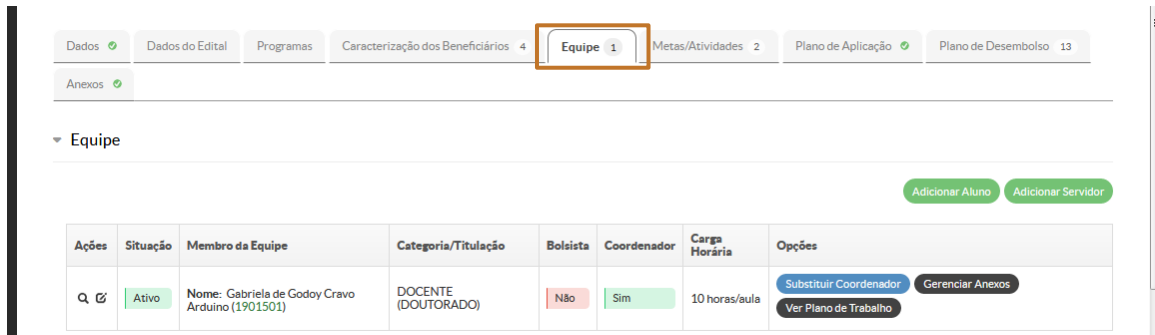 Dados
Dados do Edital
Programas
Caracterização dos Beneficiários 4
Equipe 1
Metas/Atividades 2
Plano de Aplicação
Plano de Desembolso 13
Anexos
Equipe
Adicionar Aluno
Adicionar Servidor
Ações Situação Membro da Equipe Categoria/Titulação Bolsista Coordenador Carga
Horária Opções
Ativo
Nome: Gabriela de Godoy Cravo
Arduino (1901501)
DOCENTE
(DOUTORADO)
Não
Sim
10 horas/aula
Substituir Coordenador
Gerenciar Anexos
Ver Plano de Trabalho